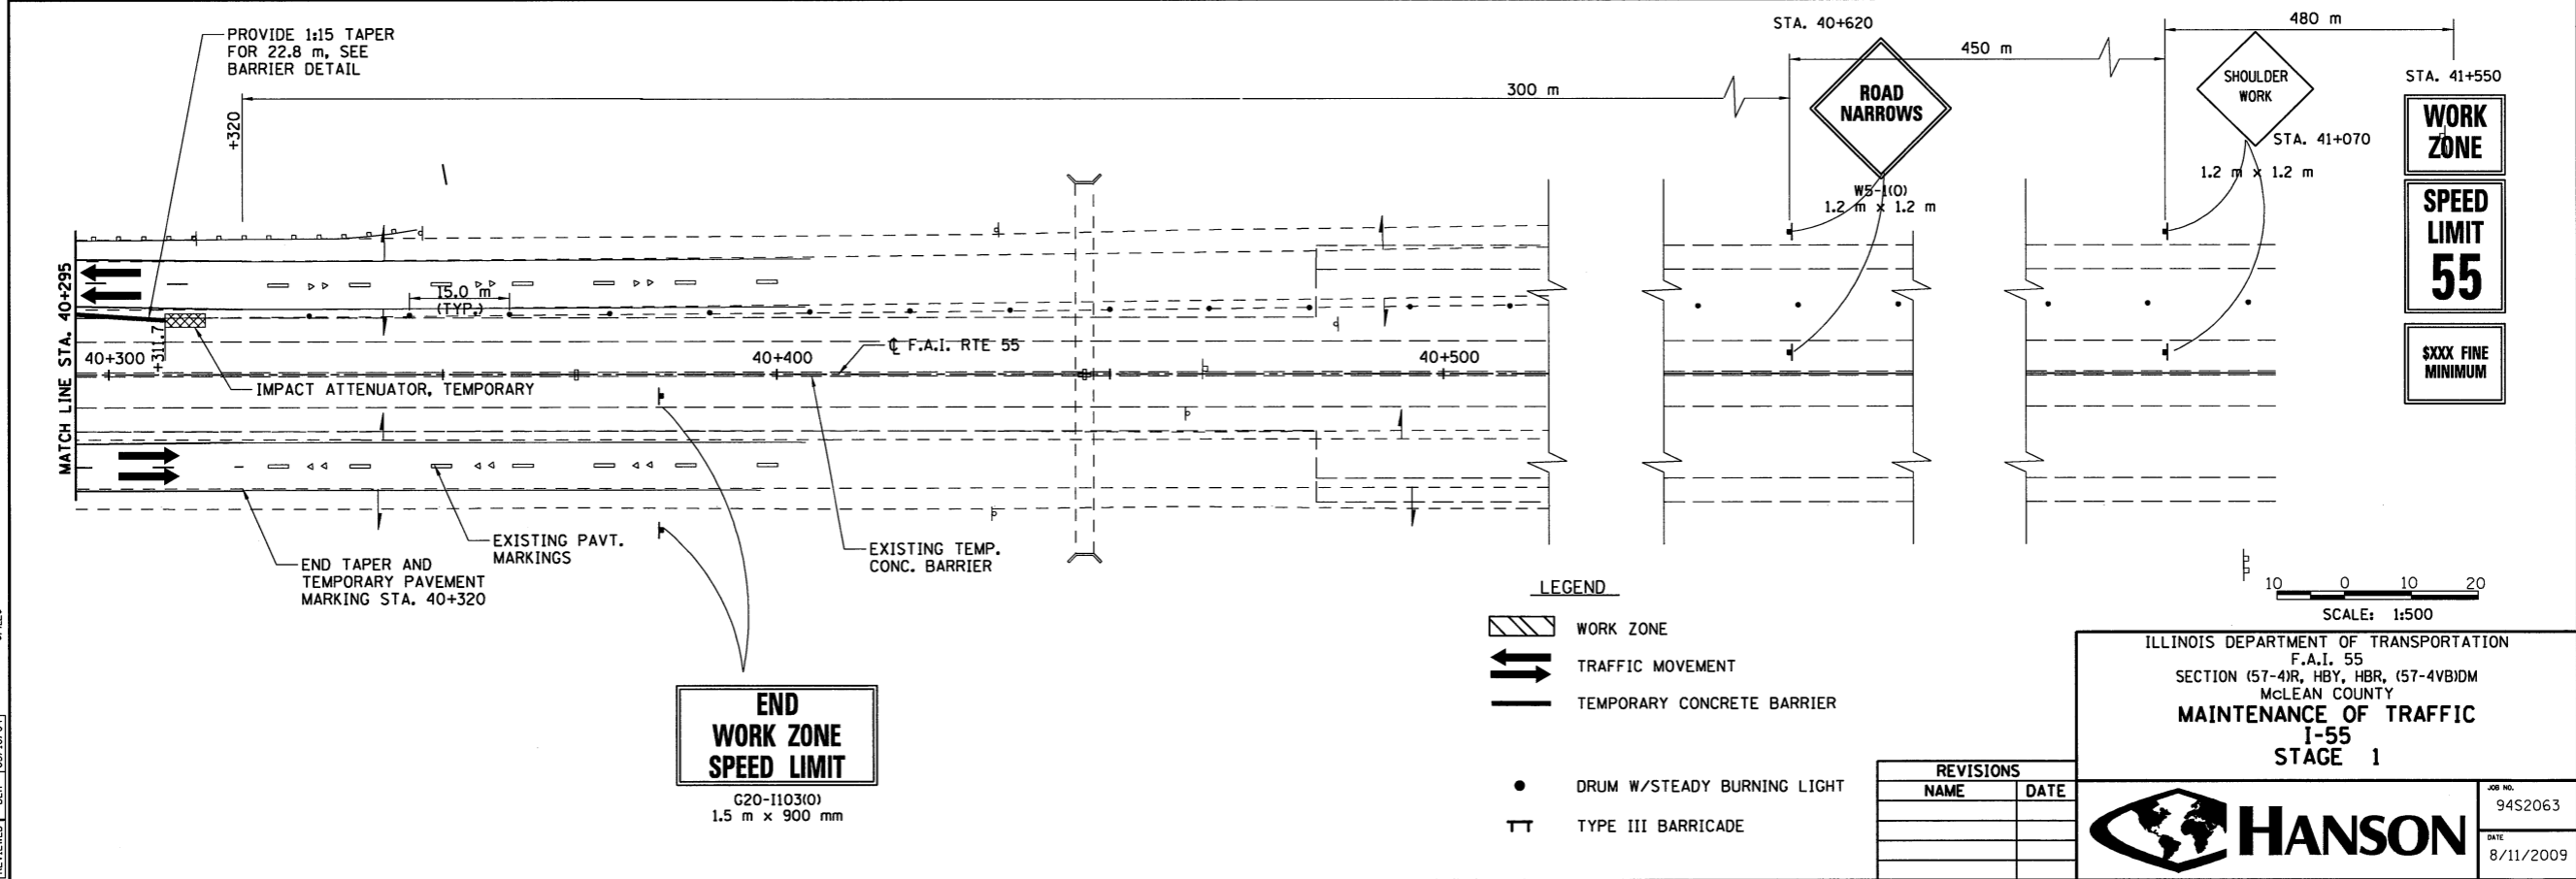 PROVIDE 1:15 TAPER
FOR 22.8 m, SEE
BARRIER DETAIL
+320
300 m
STA. 40+620
450 m
480 m
ROAD
NARROWS
W5-1(O)
1.2 m x 1.2 m
SHOULDER
WORK
STA. 41+070
1.2 m x 1.2 m
STA. 41+550
WORK
ZONE
SPEED
LIMIT
55
$XXX FINE
MINIMUM
MATCH LINE STA. 40+295
15.0 m
(TYP.)
+311.7
40+300
40+400
℄ F.A.I. RTE 55
40+500
IMPACT ATTENUATOR, TEMPORARY
EXISTING PAVT.
MARKINGS
END TAPER AND
TEMPORARY PAVEMENT
MARKING STA. 40+320
EXISTING TEMP.
CONC. BARRIER
END
WORK ZONE
SPEED LIMIT
G20-I103(O)
1.5 m x 900 mm
LEGEND
WORK ZONE
TRAFFIC MOVEMENT
TEMPORARY CONCRETE BARRIER
DRUM W/STEADY BURNING LIGHT
TYPE III BARRICADE
10 0 10 20
SCALE: 1:500
ILLINOIS DEPARTMENT OF TRANSPORTATION
F.A.I. 55
SECTION (57-4)R, HBY, HBR, (57-4VB)DM
McLEAN COUNTY
MAINTENANCE OF TRAFFIC
I-55
STAGE 1
REVISIONS
NAME DATE
HANSON
JOB NO.
94S2063
DATE
8/11/2009